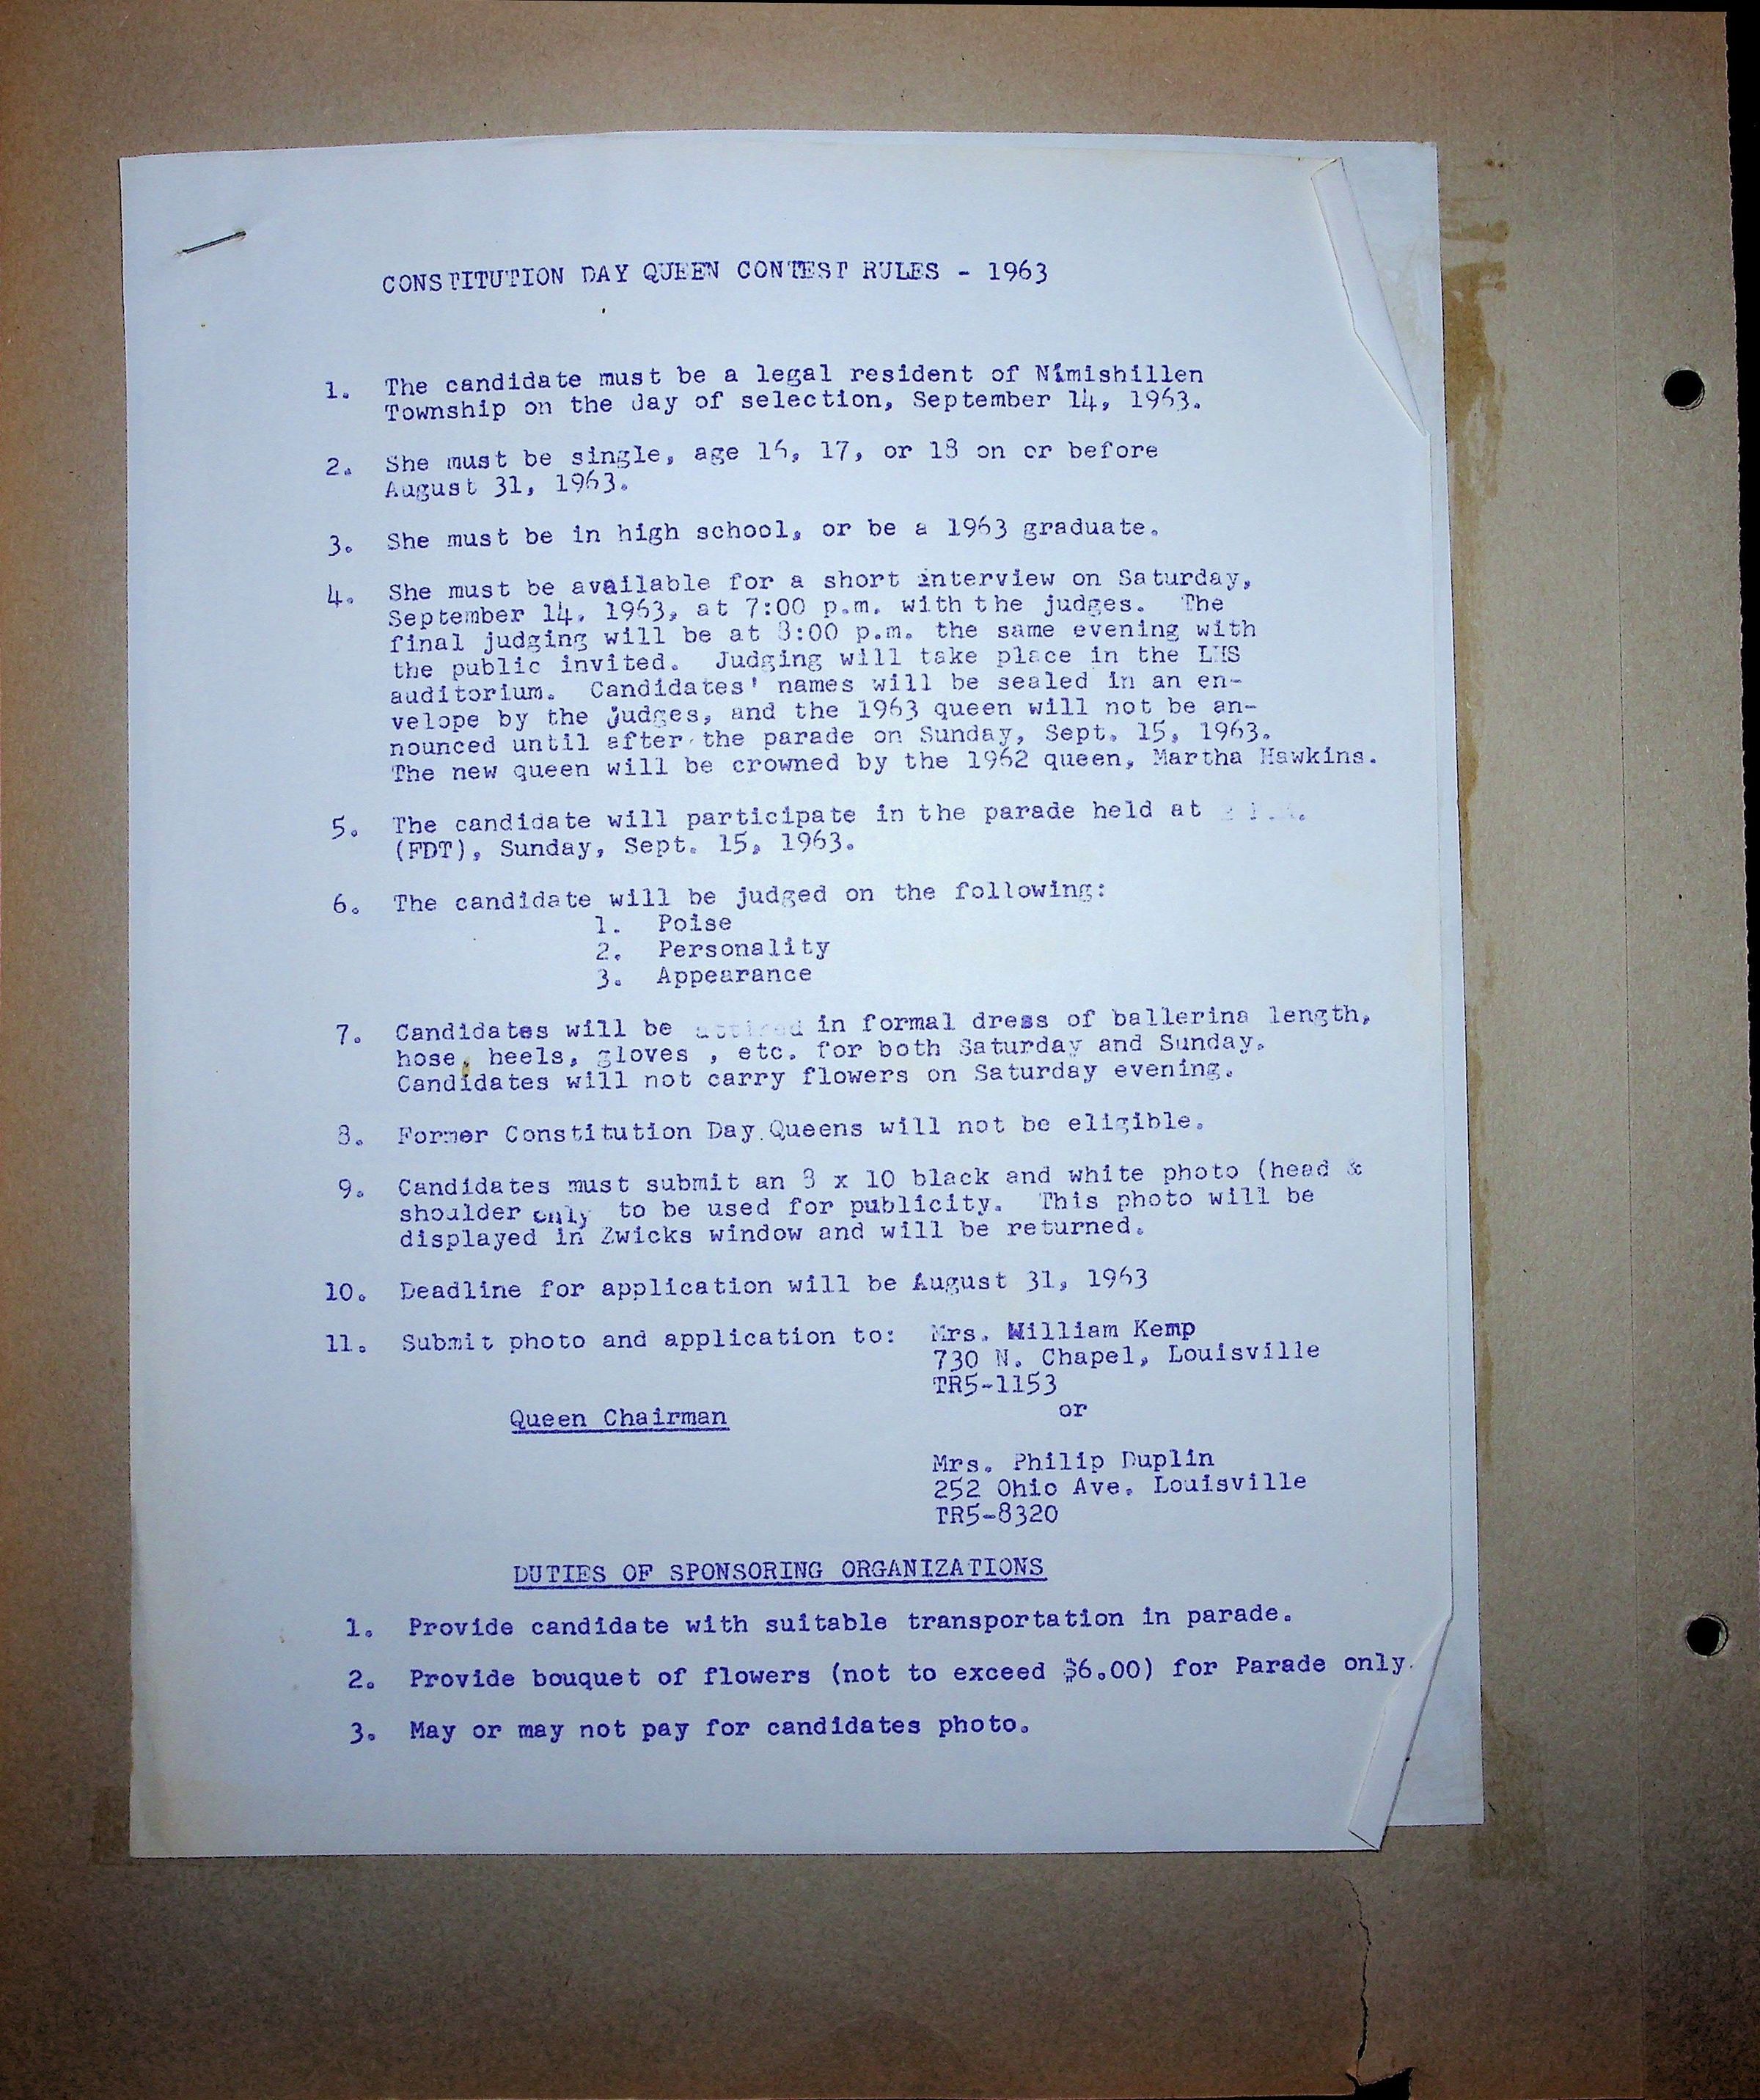 CONSTITUTION DAY QUEEN CONTEST RULES - 1963
1. The candidate must be a legal resident of Nimishillen
Township on the day of selection, September 14, 1963.
2. She must be single, age 16, 17, or 18 on or before
August 31, 1963.
3. She must be in high school, or be a 1963 graduate.
4. She must be available for a short interview on Saturday,
September 14, 1963, at 7:00 p.m. with the judges. The
final judging will be at 8:00 p.m. the same evening with
the public invited. Judging will take place in the LHS
auditorium. Candidates' names will be sealed in an en-
velope by the judges, and the 1963 queen will not be an-
nounced until after the parade on Sunday, Sept. 15, 1963.
The new queen will be crowned by the 1962 queen, Martha Hawkins.
5. The candidate will participate in the parade held at
(FDT), Sunday, Sept. 15, 1963.
6. The candidate will be judged on the following:
1. Poise
2. Personality
3. Appearance
7. Candidates will be attired in formal dress of ballerina length,
hose, heels, gloves , etc. for both Saturday and Sunday.
Candidates will not carry flowers on Saturday evening.
8. Former Constitution Day Queens will not be eligible.
9. Candidates must submit an 8 x 10 black and white photo (head &
shoulder only to be used for publicity. This photo will be
displayed in Zwicks window and will be returned.
10. Deadline for application will be August 31, 1963
11. Submit photo and application to: Mrs. William Kemp
730 N. Chapel, Louisville
TR5-1153
or
Queen Chairman
Mrs. Philip Duplin
252 Ohio Ave. Louisville
TR5-8320
DUTIES OF SPONSORING ORGANIZATIONS
1. Provide candidate with suitable transportation in parade.
2. Provide bouquet of flowers (not to exceed $6.00) for Parade only.
3. May or may not pay for candidates photo.